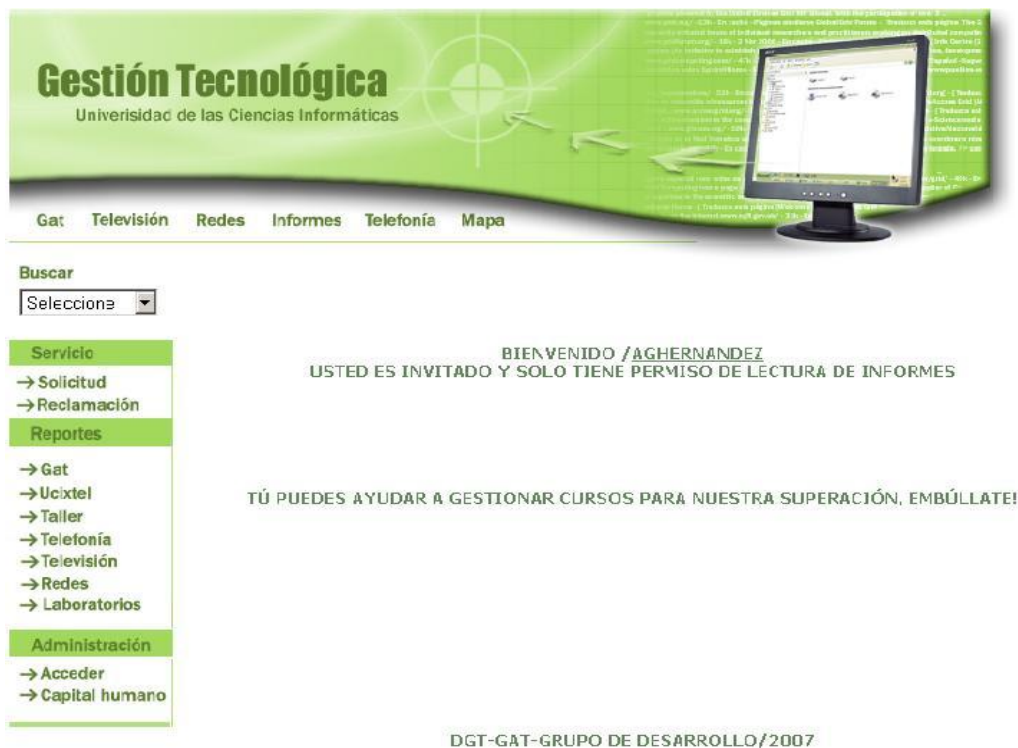 Gestión Tecnológica
Univerisidad de las Ciencias Informáticas
Gat Televisión Redes Informes Telefonía Mapa
Buscar
Seleccione
Servicio
Solicitud
Reclamación
Reportes
Gat
Ucixtel
Taller
Telefonía
Televisión
Redes
Laboratorios
Administración
Acceder
Capital humano
BIENVENIDO /AGHERNANDEZ
USTED ES INVITADO Y SOLO TIENE PERMISO DE LECTURA DE INFORMES
TÚ PUEDES AYUDAR A GESTIONAR CURSOS PARA NUESTRA SUPERACIÓN, EMBÚLLATE!
DGT-GAT-GRUPO DE DESARROLLO/2007